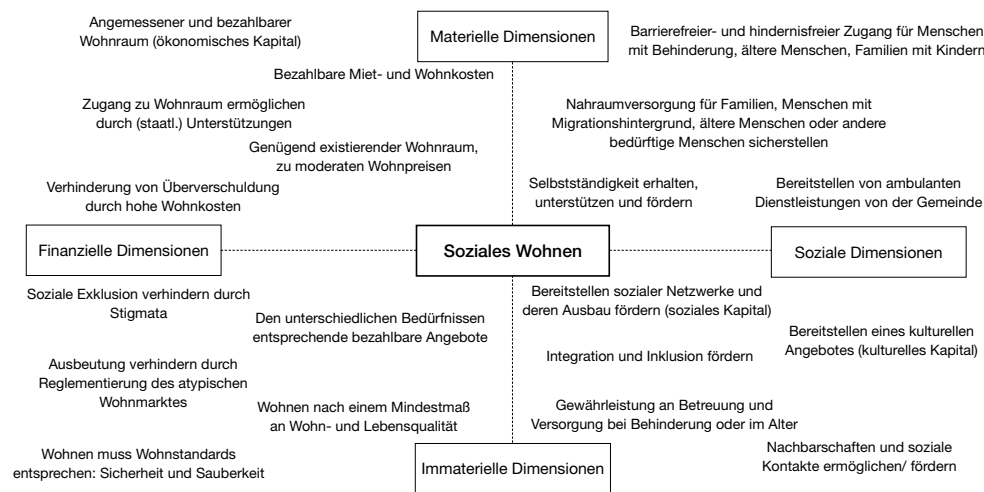 Angemessener und bezahlbarer
Wohnraum (ökonomisches Kapital)
Materielle Dimensionen
Barrierefreier- und hindernisfreier Zugang für Menschen
mit Behinderung, ältere Menschen, Familien mit Kindern
Bezahlbare Miet- und Wohnkosten
Zugang zu Wohnraum ermöglichen
durch (staatl.) Unterstützungen
Nahraumversorgung für Familien, Menschen mit
Migrationshintergrund, ältere Menschen oder andere
bedürftige Menschen sicherstellen
Genügend existierender Wohnraum,
zu moderaten Wohnpreisen
Verhinderung von Überverschuldung
durch hohe Wohnkosten
Selbstständigkeit erhalten,
unterstützen und fördern
Bereitstellen von ambulanten
Dienstleistungen von der Gemeinde
Finanzielle Dimensionen
Soziales Wohnen
Soziale Dimensionen
Soziale Exklusion verhindern durch
Stigmata
Den unterschiedlichen Bedürfnissen
entsprechende bezahlbare Angebote
Bereitstellen sozialer Netzwerke und
deren Ausbau fördern (soziales Kapital)
Bereitstellen eines kulturellen
Angebotes (kulturelles Kapital)
Ausbeutung verhindern durch
Reglementierung des atypischen
Wohnmarktes
Integration und Inklusion fördern
Wohnen nach einem Mindestmaß
an Wohn- und Lebensqualität
Gewährleistung an Betreuung und
Versorgung bei Behinderung oder im Alter
Wohnen muss Wohnstandards
entsprechen: Sicherheit und Sauberkeit
Immaterielle Dimensionen
Nachbarschaften und soziale
Kontakte ermöglichen/ fördern